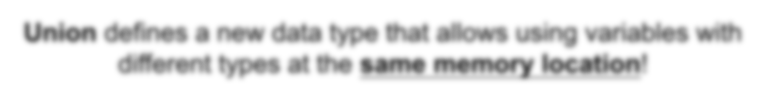 Union defines a new data type that allows using variables with
different types at the same memory location!